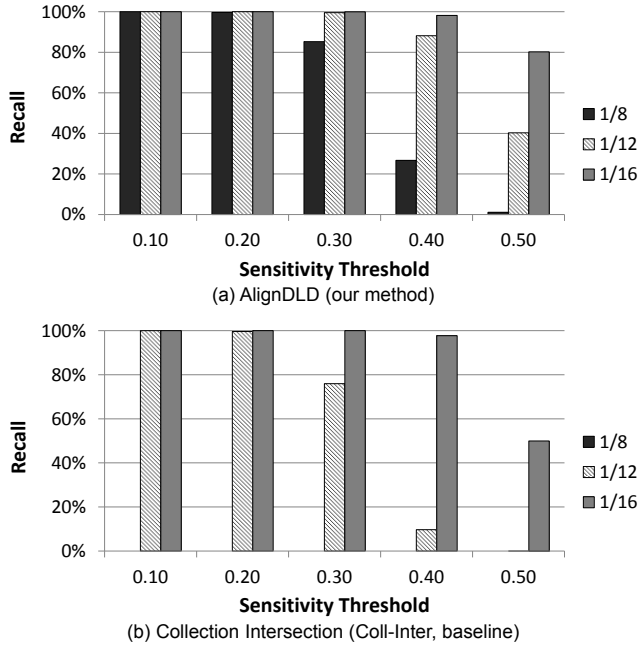 100%
80%
60%
40%
20%
0%
Recall
0.10 0.20 0.30 0.40 0.50
Sensitivity Threshold
1/8
1/12
1/16
(a) AlignDLD (our method)
100%
80%
60%
40%
20%
0%
Recall
0.10 0.20 0.30 0.40 0.50
Sensitivity Threshold
1/8
1/12
1/16
(b) Collection Intersection (Coll-Inter, baseline)